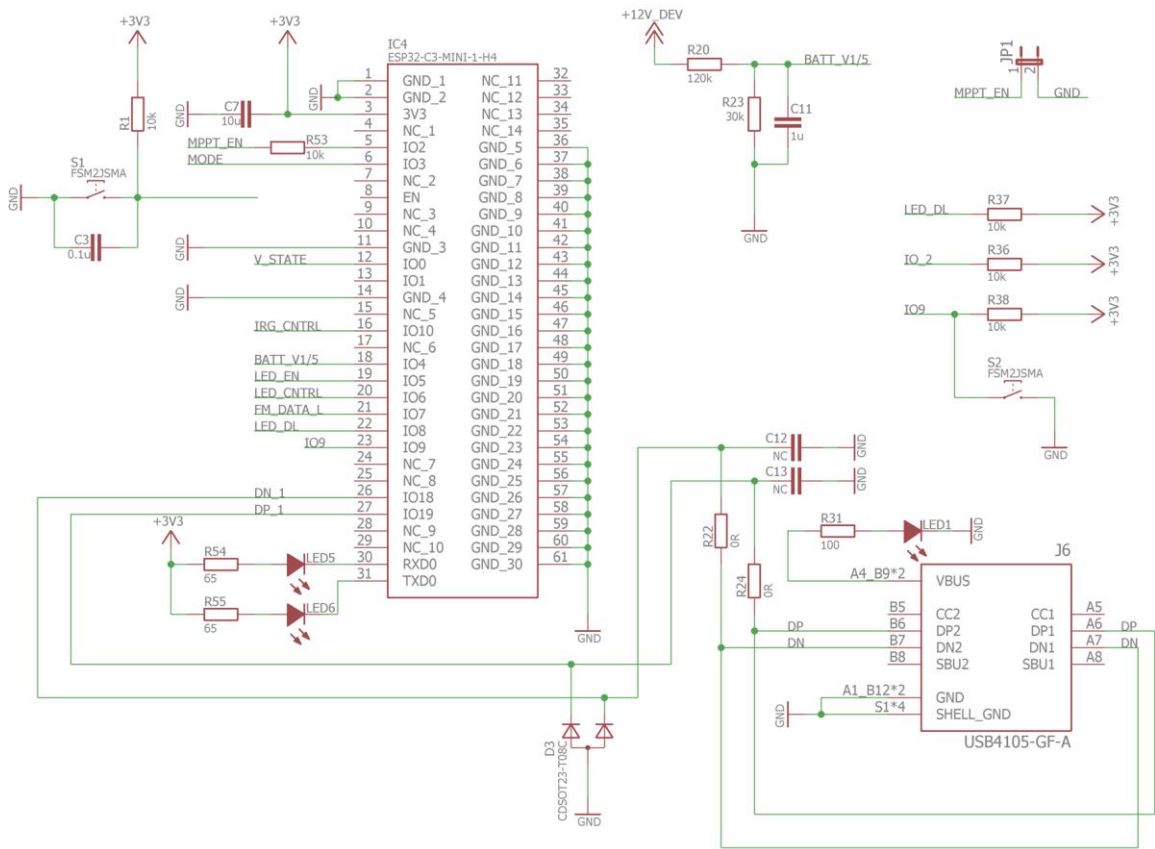 +3V3
R1
10k
S1
FSM2JSMA
GND
C3
0.1u
+3V3
GND
C7
10u
MPPT_EN
R53
10k
MODE
GND
GND
V_STATE
GND
IRG_CNTRL
BATT_V1/5
LED_EN
LED_CNTRL
FM_DATA_L
LED_DL
IO9
DN_1
DP_1
+3V3
R54
65
LED5
R55
65
LED6
IC4
ESP32-C3-MINI-1-H4
1 GND_1 NC_11 32
2 GND_2 NC_12 33
3 3V3 NC_13 34
4 NC_1 NC_14 35
5 IO2 GND_5 36
6 IO3 GND_6 37
7 NC_2 GND_7 38
8 EN GND_8 39
9 NC_3 GND_9 40
10 NC_4 GND_10 41
11 GND_3 GND_11 42
12 IO0 GND_12 43
13 IO1 GND_13 44
14 GND_4 GND_14 45
15 NC_5 GND_15 46
16 IO10 GND_16 47
17 NC_6 GND_17 48
18 IO4 GND_18 49
19 IO5 GND_19 50
20 IO6 GND_20 51
21 IO7 GND_21 52
22 IO8 GND_22 53
23 IO9 GND_23 54
24 NC_7 GND_24 55
25 NC_8 GND_25 56
26 IO18 GND_26 57
27 IO19 GND_27 58
28 NC_9 GND_28 59
29 NC_10 GND_29 60
30 RXD0 GND_30 61
31 TXD0
GND
D3
CDSOT23-T08C
GND
+12V_DEV
R20
120k
BATT_V1/5
R23
30k
C11
1u
GND
JP1
1 2
MPPT_EN GND
LED_DL
R37
10k
+3V3
IO_2
R36
10k
+3V3
IO9
R38
10k
+3V3
S2
FSM2JSMA
GND
C12
NC
GND
C13
NC
GND
R22
0R
R24
0R
R31
100
LED1
GND
J6
A4_B9*2 VBUS
B5 CC2 CC1 A5
DP B6 DP2 DP1 A6 DP
DN B7 DN2 DN1 A7 DN
B8 SBU2 SBU1 A8
A1_B12*2 GND
GND
S1*4 SHELL_GND
USB4105-GF-A